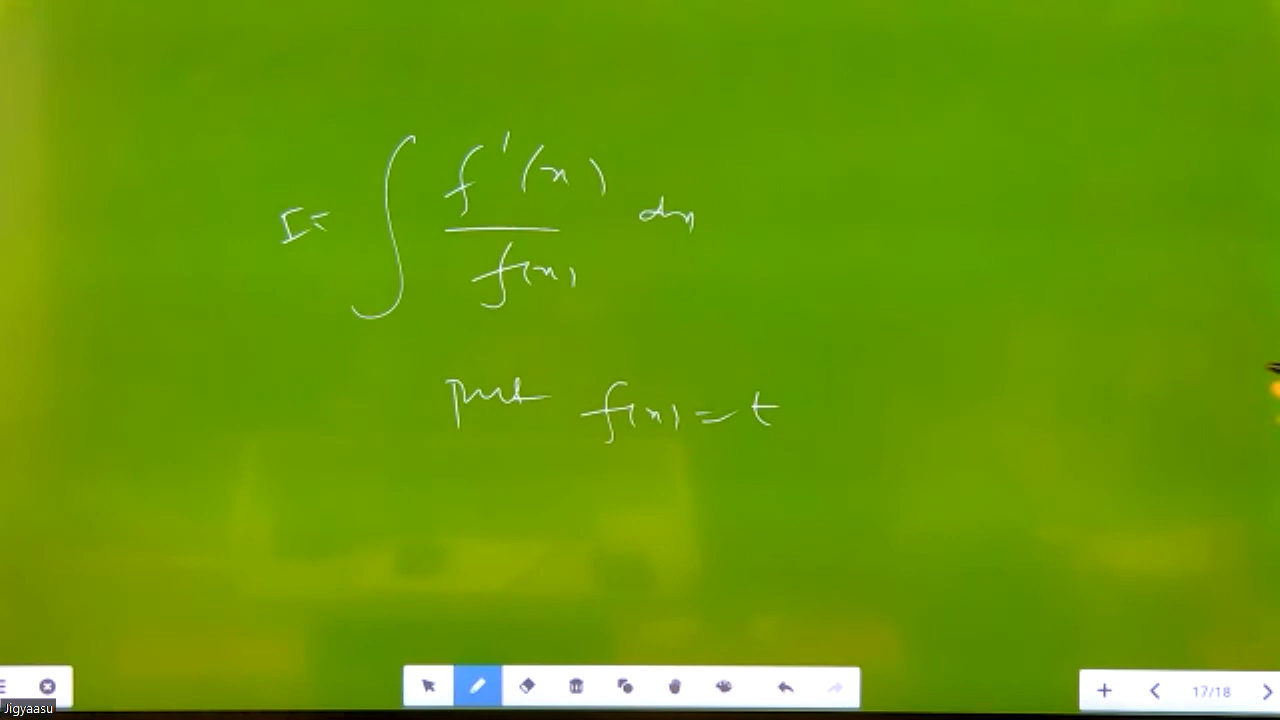 I = ∫ f'(x) / f(x) dx
put f(x) = t
17/18
Jigyaasu